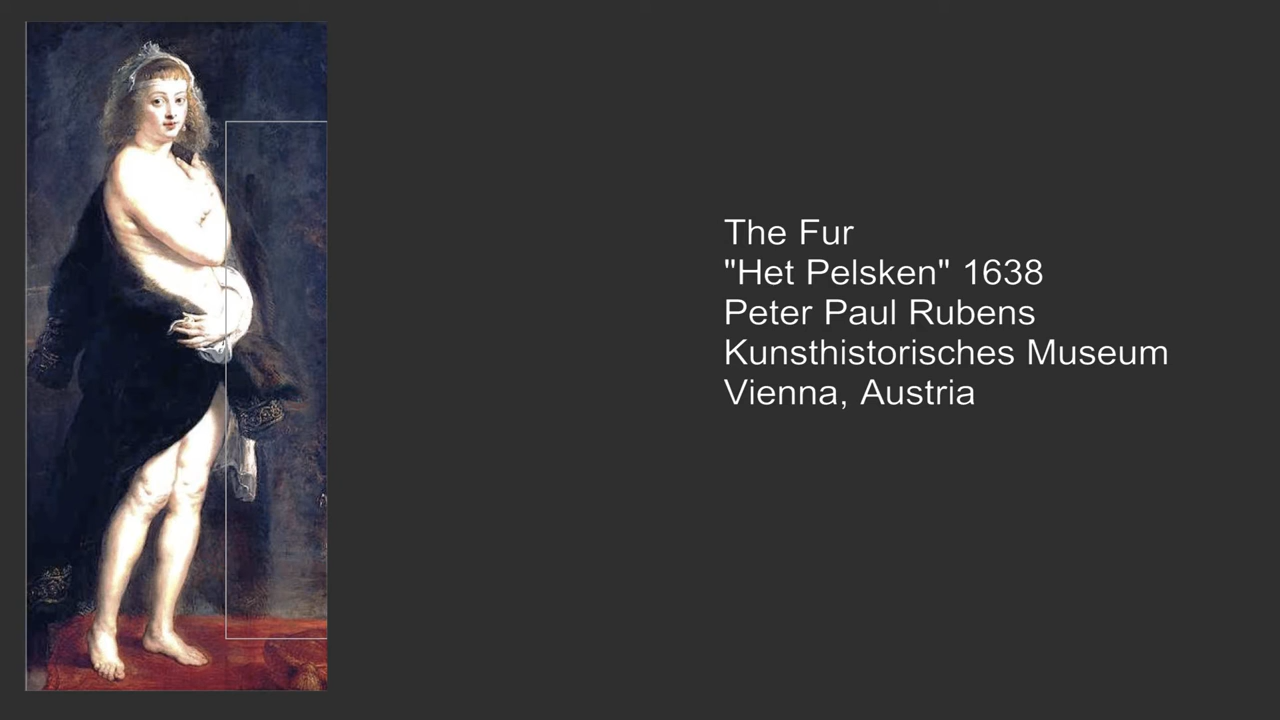 The Fur
"Het Pelsken" 1638
Peter Paul Rubens
Kunsthistorisches Museum
Vienna, Austria